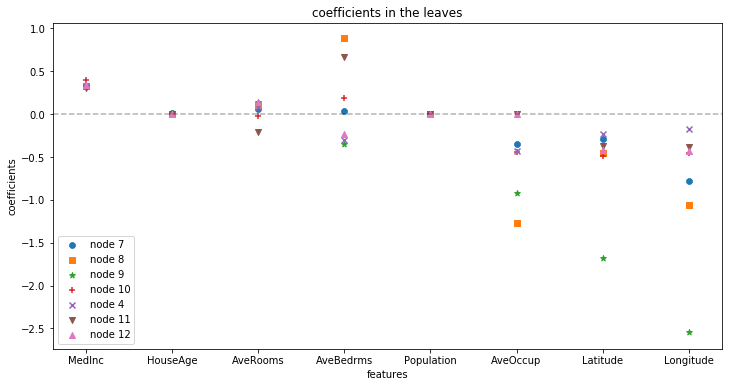 coefficients in the leaves
coefficients
1.0
0.5
0.0
−0.5
−1.0
−1.5
−2.0
−2.5
node 7
node 8
node 9
node 10
node 4
node 11
node 12
MedInc HouseAge AveRooms AveBedrms Population AveOccup Latitude Longitude
features